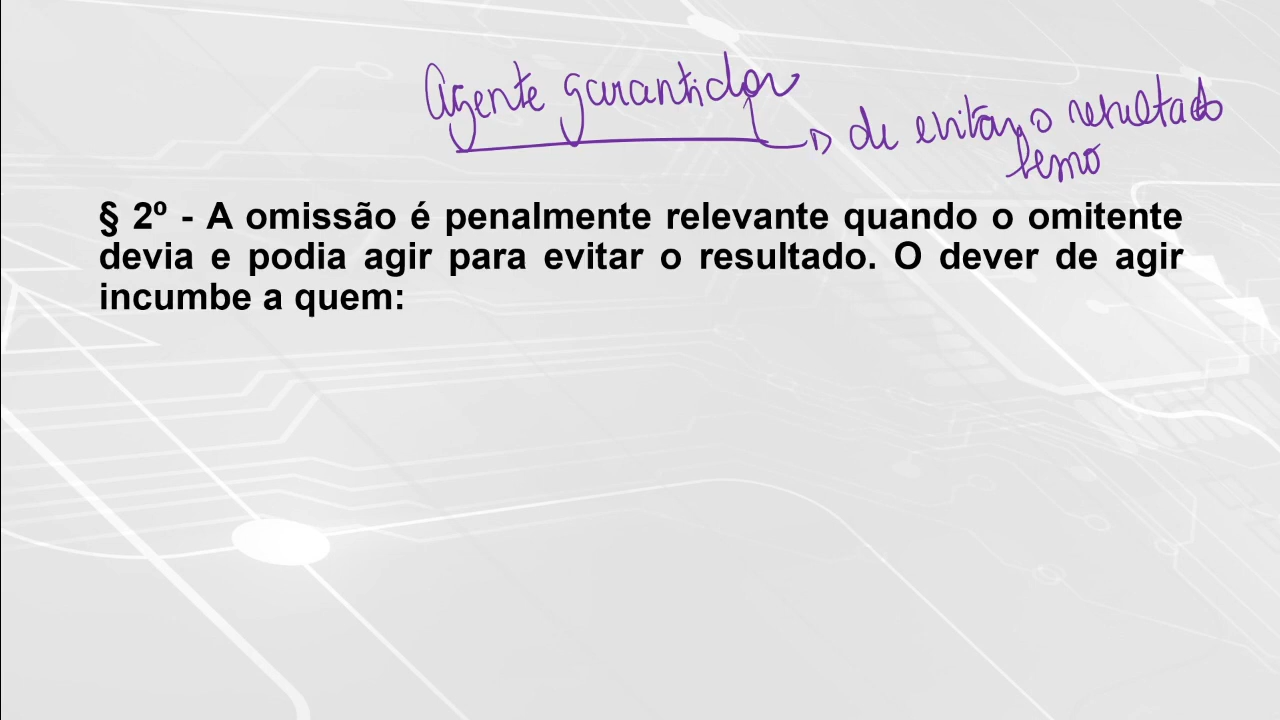 Agente garantidor
de evitar o resultado
§ 2º - A omissão é penalmente relevante quando o omitente
devia e podia agir para evitar o resultado. O dever de agir
incumbe a quem: